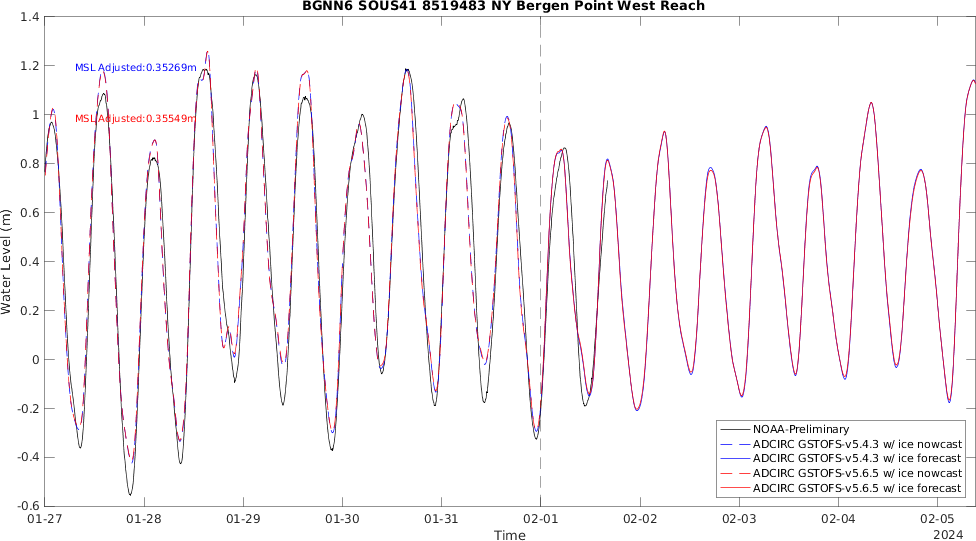 BGNN6 SOUS41 8519483 NY Bergen Point West Reach
1.4
1.2
1
0.8
0.6
0.4
0.2
0
-0.2
-0.4
-0.6
Water Level (m)
MSL Adjusted:0.35269m
MSL Adjusted:0.35549m
NOAA-Preliminary
ADCIRC GSTOFS-v5.4.3 w/ ice nowcast
ADCIRC GSTOFS-v5.4.3 w/ ice forecast
ADCIRC GSTOFS-v5.6.5 w/ ice nowcast
ADCIRC GSTOFS-v5.6.5 w/ ice forecast
01-27 01-28 01-29 01-30 01-31 02-01 02-02 02-03 02-04 02-05
Time
2024